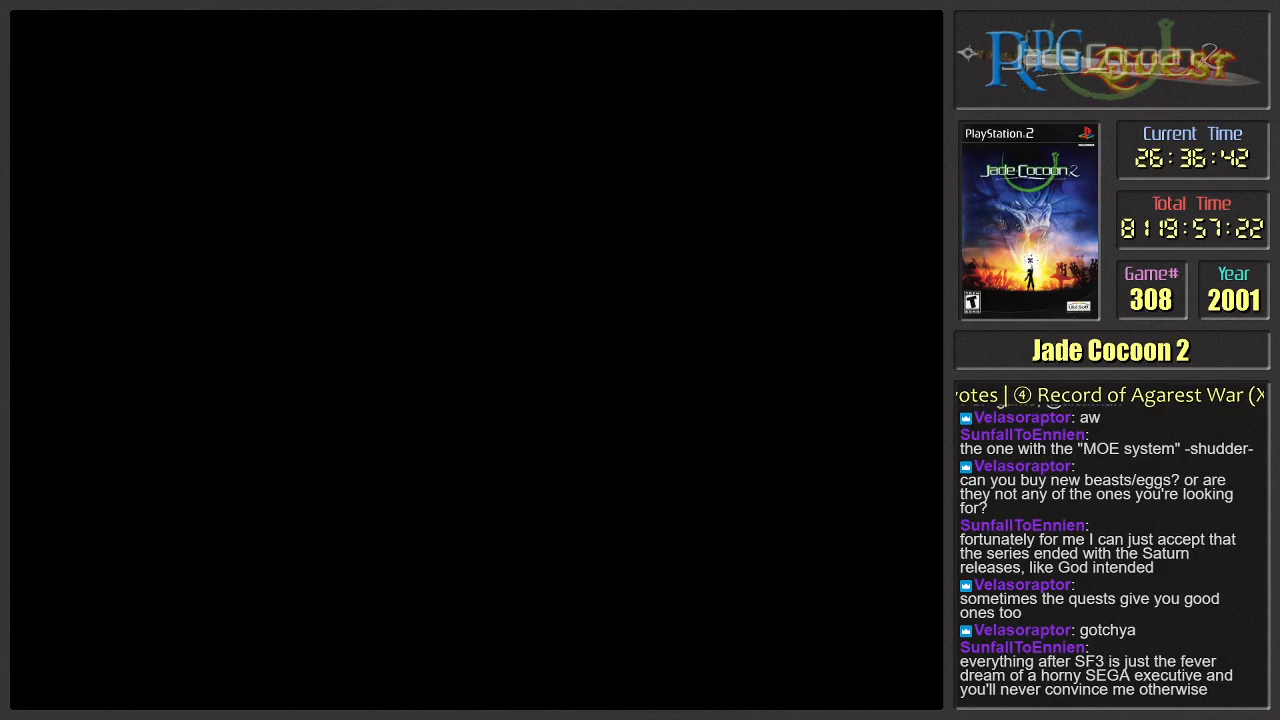 RPG Quest
Jade Cocoon 2
PlayStation.2
Jade Cocoon 2
TEEN
UBI SOFT
Current Time
26:36:42
Total Time
8119:57:22
Game#
308
Year
2001
Jade Cocoon 2
votes | ④ Record of Agarest War (X
Velasoraptor: aw
SunfallToEnnien:
the one with the "MOE system" -shudder-
Velasoraptor:
can you buy new beasts/eggs? or are
they not any of the ones you're looking
for?
SunfallToEnnien:
fortunately for me I can just accept that
the series ended with the Saturn
releases, like God intended
Velasoraptor:
sometimes the quests give you good
ones too
Velasoraptor: gotchya
SunfallToEnnien:
everything after SF3 is just the fever
dream of a horny SEGA executive and
you'll never convince me otherwise